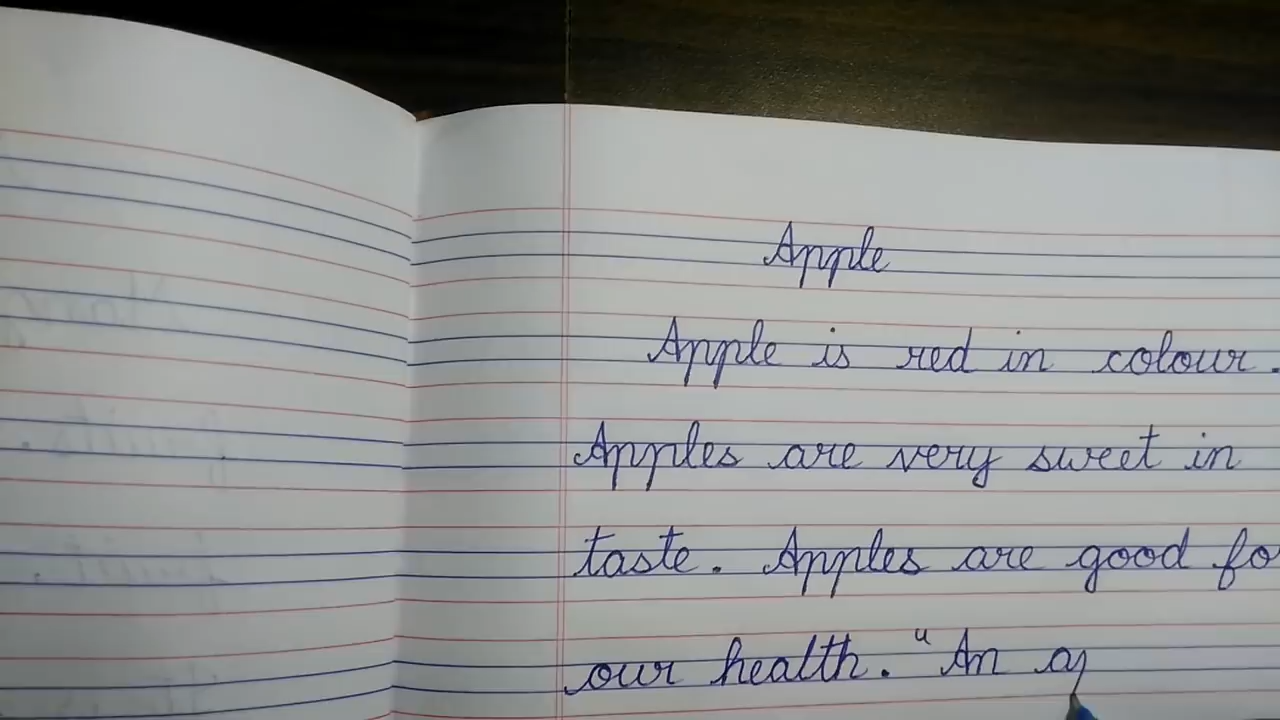 Apple
Apple is red in colour.
Apples are very sweet in
taste. Apples are good fo
our health. "An ap